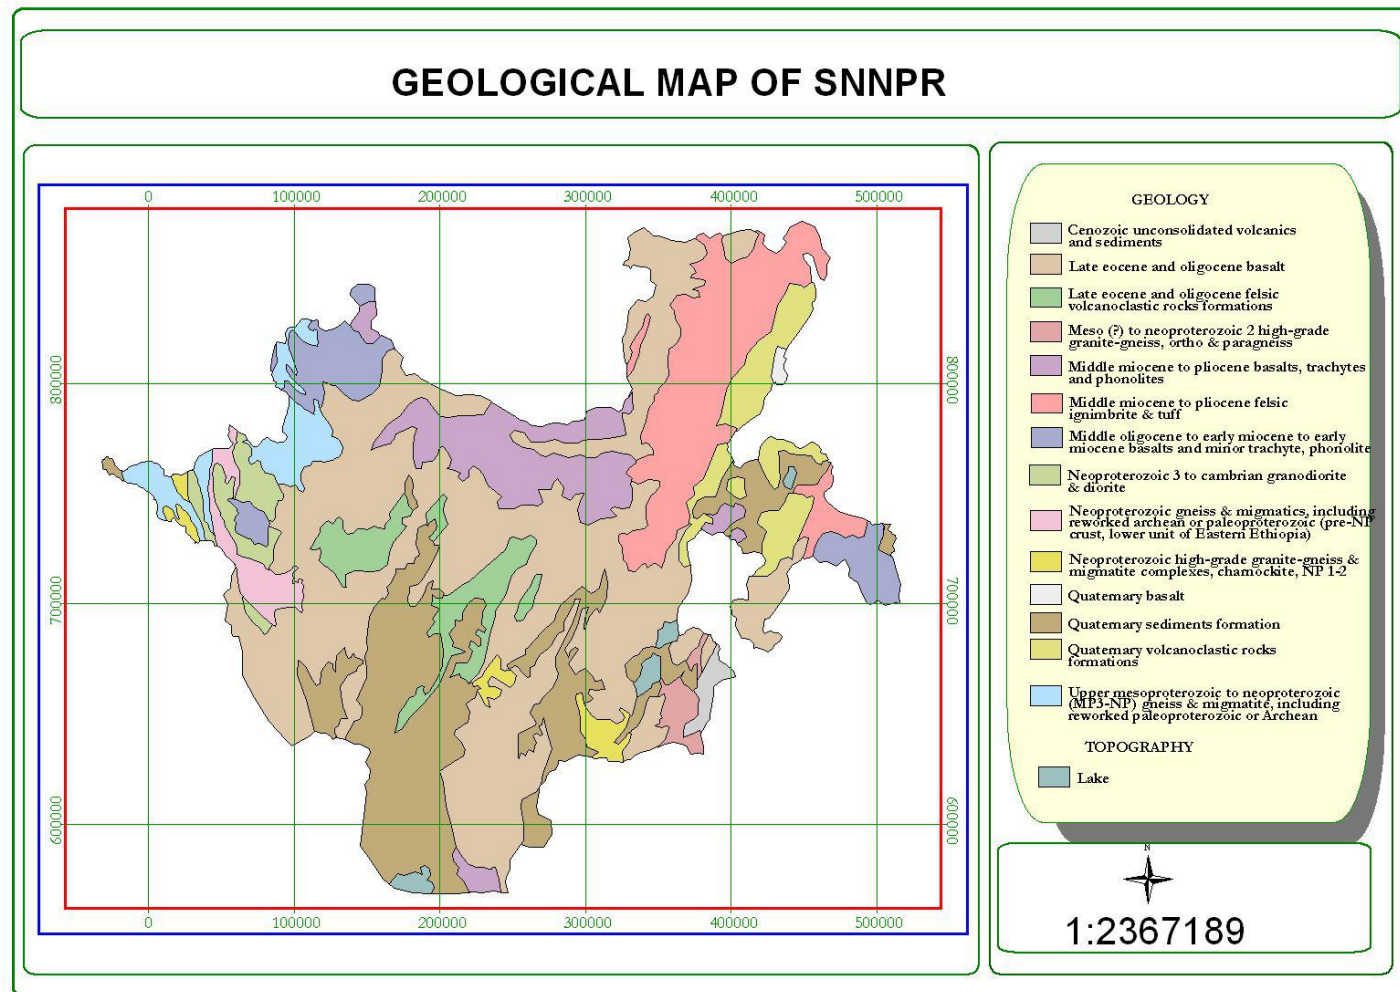 GEOLOGICAL MAP OF SNNPR
0 100000 200000 300000 400000 500000
800000 800000
700000 700000
600000 600000
0 100000 200000 300000 400000 500000
GEOLOGY
Cenozoic unconsolidated volcanics
and sediments
Late eocene and oligocene basalt
Late eocene and oligocene felsic
volcanoclastic rocks formations
Meso (?) to neoproterozoic 2 high-grade
granite-gneiss, ortho & paragneiss
Middle miocene to pliocene basalts, trachytes
and phonolites
Middle miocene to pliocene felsic
ignimbrite & tuff
Middle oligocene to early miocene to early
miocene basalts and minor trachyte, phonolite
Neoproterozoic 3 to cambrian granodiorite
& diorite
Neoproterozoic gneiss & migmatics, including
reworked archean or paleoproterozoic (pre-NP
crust, lower unit of Eastern Ethiopia)
Neoproterozoic high-grade granite-gneiss &
migmatite complexes, charnockite, NP 1-2
Quaternary basalt
Quaternary sediments formation
Quaternary volcanoclastic rocks
formations
Upper mesoproterozoic to neoproterozoic
(MP3-NP) gneiss & migmatite, including
reworked paleoproterozoic or Archean
TOPOGRAPHY
Lake
N
1:2367189